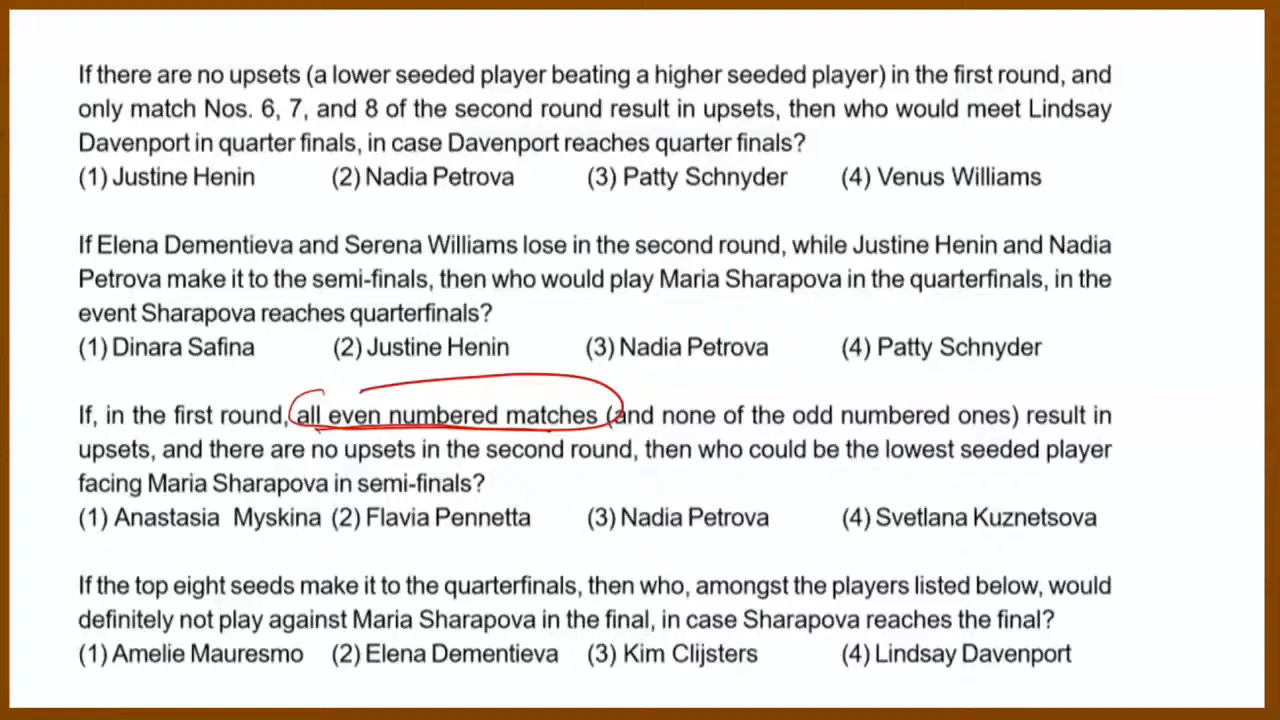 If there are no upsets (a lower seeded player beating a higher seeded player) in the first round, and
only match Nos. 6, 7, and 8 of the second round result in upsets, then who would meet Lindsay
Davenport in quarter finals, in case Davenport reaches quarter finals?
(1) Justine Henin (2) Nadia Petrova (3) Patty Schnyder (4) Venus Williams
If Elena Dementieva and Serena Williams lose in the second round, while Justine Henin and Nadia
Petrova make it to the semi-finals, then who would play Maria Sharapova in the quarterfinals, in the
event Sharapova reaches quarterfinals?
(1) Dinara Safina (2) Justine Henin (3) Nadia Petrova (4) Patty Schnyder
If, in the first round, all even numbered matches (and none of the odd numbered ones) result in
upsets, and there are no upsets in the second round, then who could be the lowest seeded player
facing Maria Sharapova in semi-finals?
(1) Anastasia Myskina (2) Flavia Pennetta (3) Nadia Petrova (4) Svetlana Kuznetsova
If the top eight seeds make it to the quarterfinals, then who, amongst the players listed below, would
definitely not play against Maria Sharapova in the final, in case Sharapova reaches the final?
(1) Amelie Mauresmo (2) Elena Dementieva (3) Kim Clijsters (4) Lindsay Davenport